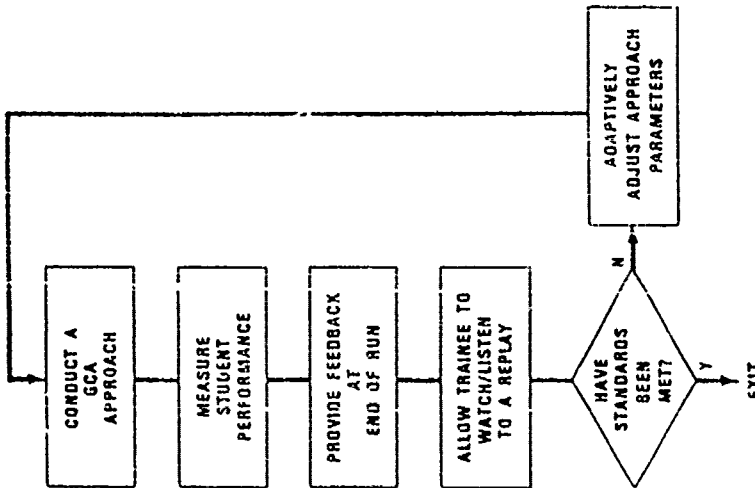 CONDUCT A
GCA
APPROACH
MEASURE
STUDENT
PERFORMANCE
PROVIDE FEEDBACK
AT
END OF RUN
ALLOW TRAINEE TO
WATCH/LISTEN
TO A REPLAY
HAVE
STANDARDS
BEEN
MET?
N
ADAPTIVELY
ADJUST APPROACH
PARAMETERS
Y
EXIT